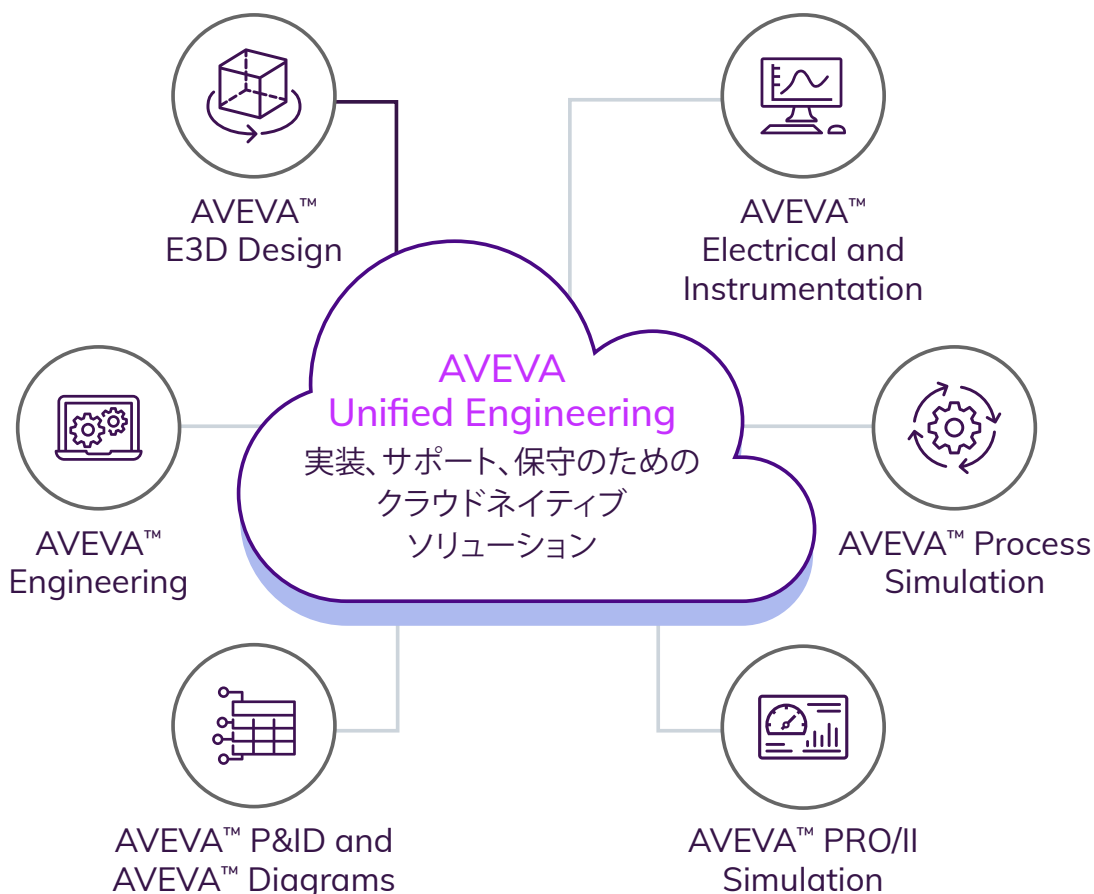 AVEVA™
E3D Design
AVEVA™
Electrical and
Instrumentation
AVEVA
Unified Engineering
実装、サポート、保守のための
クラウドネイティブ
ソリューション
AVEVA™
Engineering
AVEVA™ Process
Simulation
AVEVA™ P&ID and
AVEVA™ Diagrams
AVEVA™ PRO/II
Simulation